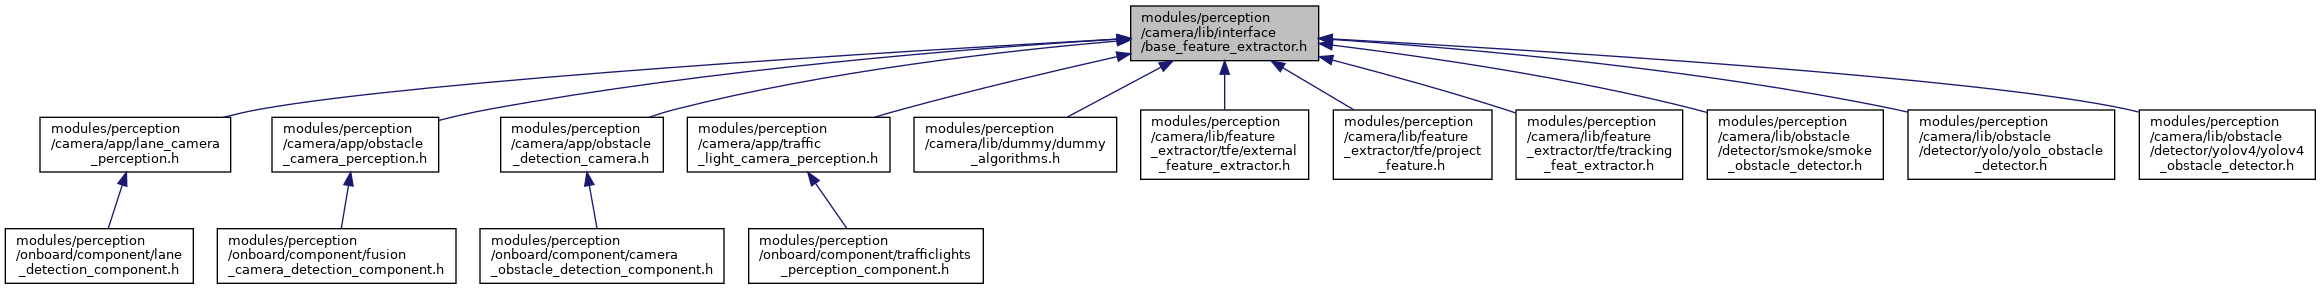 modules/perception
/camera/lib/interface
/base_feature_extractor.h
modules/perception
/camera/app/lane_camera
_perception.h
modules/perception
/camera/app/obstacle
_camera_perception.h
modules/perception
/camera/app/obstacle
_detection_camera.h
modules/perception
/camera/app/traffic
_light_camera_perception.h
modules/perception
/camera/lib/dummy/dummy
_algorithms.h
modules/perception
/camera/lib/feature
_extractor/tfe/external
_feature_extractor.h
modules/perception
/camera/lib/feature
_extractor/tfe/project
_feature.h
modules/perception
/camera/lib/feature
_extractor/tfe/tracking
_feat_extractor.h
modules/perception
/camera/lib/obstacle
/detector/smoke/smoke
_obstacle_detector.h
modules/perception
/camera/lib/obstacle
/detector/yolo/yolo_obstacle
_detector.h
modules/perception
/camera/lib/obstacle
/detector/yolov4/yolov4
_obstacle_detector.h
modules/perception
/onboard/component/lane
_detection_component.h
modules/perception
/onboard/component/fusion
_camera_detection_component.h
modules/perception
/onboard/component/camera
_obstacle_detection_component.h
modules/perception
/onboard/component/trafficlights
_perception_component.h